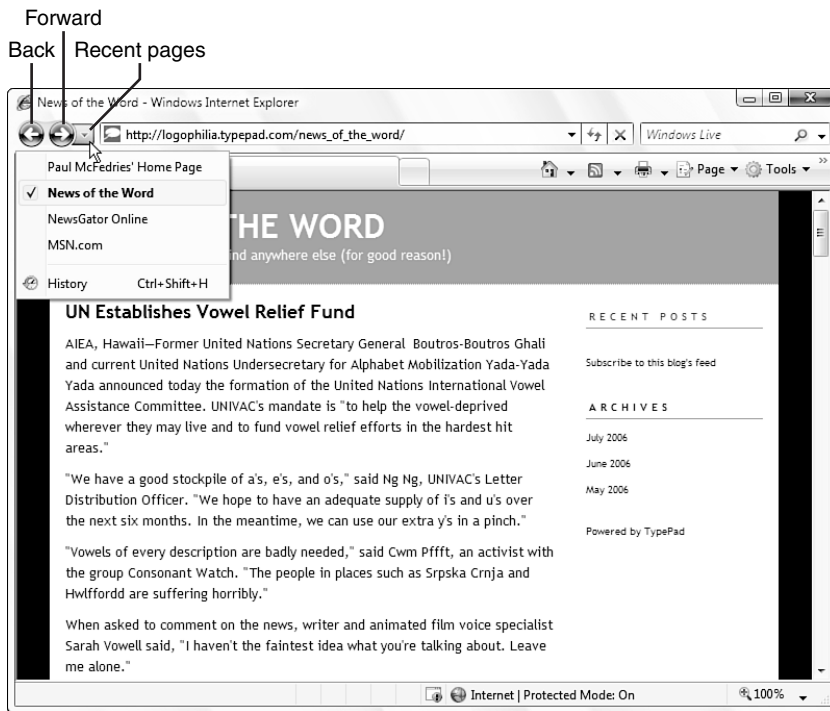 Forward
Back Recent pages
News of the Word - Windows Internet Explorer
http://logophilia.typepad.com/news_of_the_word/ Windows Live
Page Tools »
Paul McFedries' Home Page
✓ News of the Word
NewsGator Online
MSN.com
History Ctrl+Shift+H
THE WORD
ind anywhere else (for good reason!)
UN Establishes Vowel Relief Fund
AIEA, Hawaii—Former United Nations Secretary General Boutros-Boutros Ghali
and current United Nations Undersecretary for Alphabet Mobilization Yada-Yada
Yada announced today the formation of the United Nations International Vowel
Assistance Committee. UNIVAC's mandate is "to help the vowel-deprived
wherever they may live and to fund vowel relief efforts in the hardest hit
areas."
"We have a good stockpile of a's, e's, and o's," said Ng Ng, UNIVAC's Letter
Distribution Officer. "We hope to have an adequate supply of i's and u's over
the next six months. In the meantime, we can use our extra y's in a pinch."
"Vowels of every description are badly needed," said Cwm Pffft, an activist with
the group Consonant Watch. "The people in places such as Srpska Crnja and
Hwlffordd are suffering horribly."
When asked to comment on the news, writer and animated film voice specialist
Sarah Vowell said, "I haven't the faintest idea what you're talking about. Leave
me alone."
RECENT POSTS
Subscribe to this blog's feed
ARCHIVES
July 2006
June 2006
May 2006
Powered by TypePad
Internet | Protected Mode: On 100%